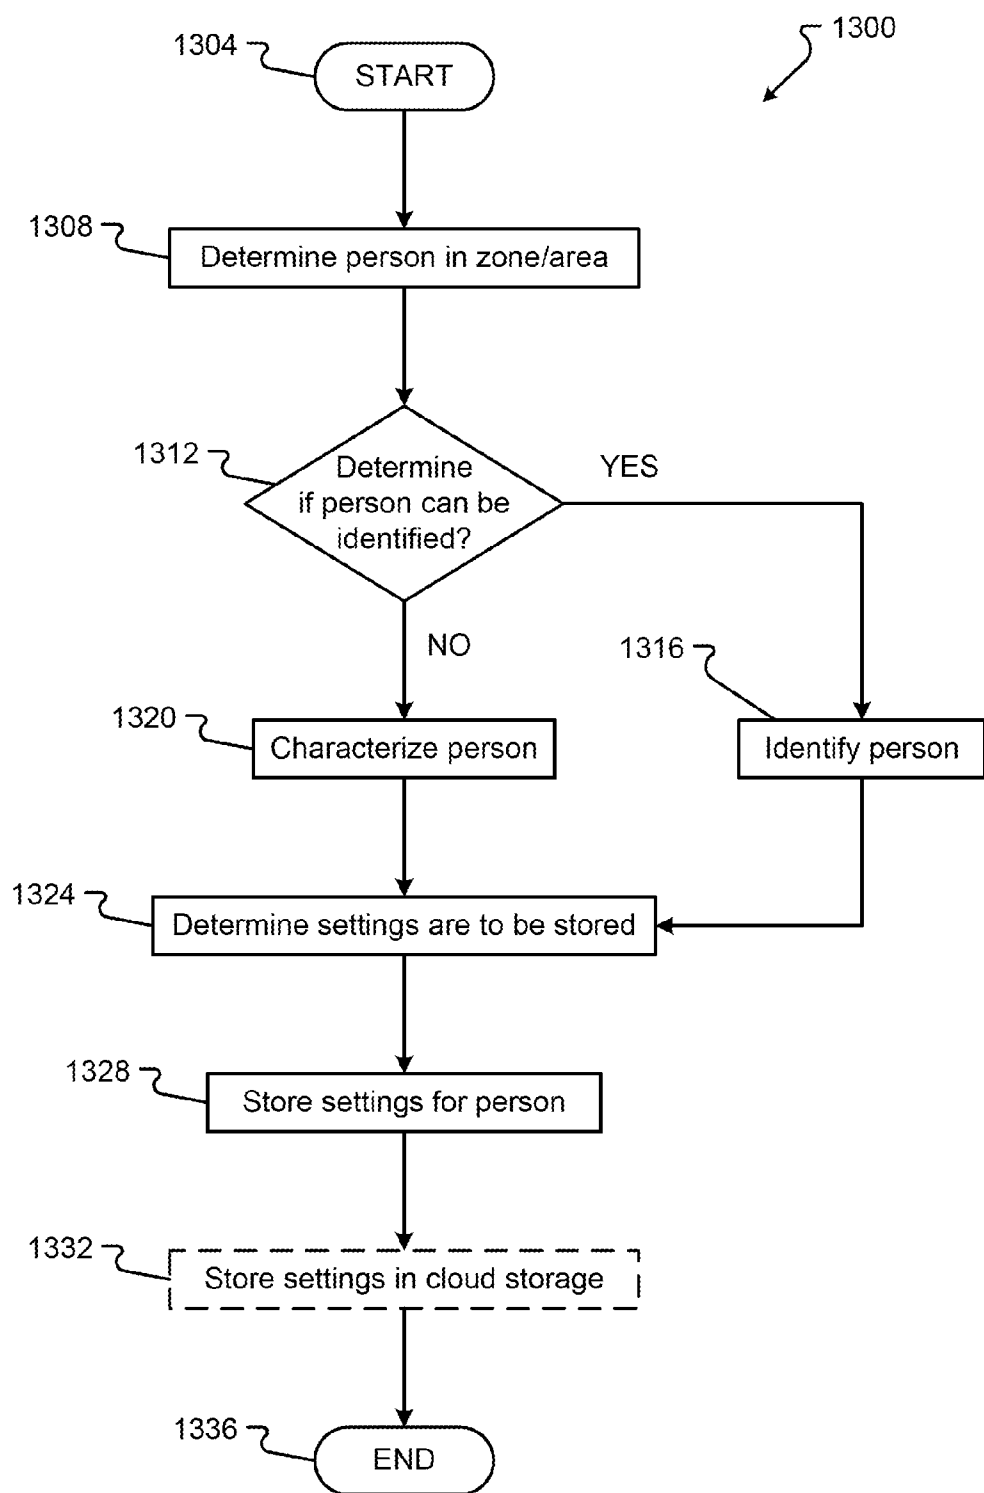 1300
1304
START
1308
Determine person in zone/area
1312
Determine
if person can be
identified?
YES
NO
1316
1320
Characterize person
Identify person
1324
Determine settings are to be stored
1328
Store settings for person
1332
Store settings in cloud storage
1336
END